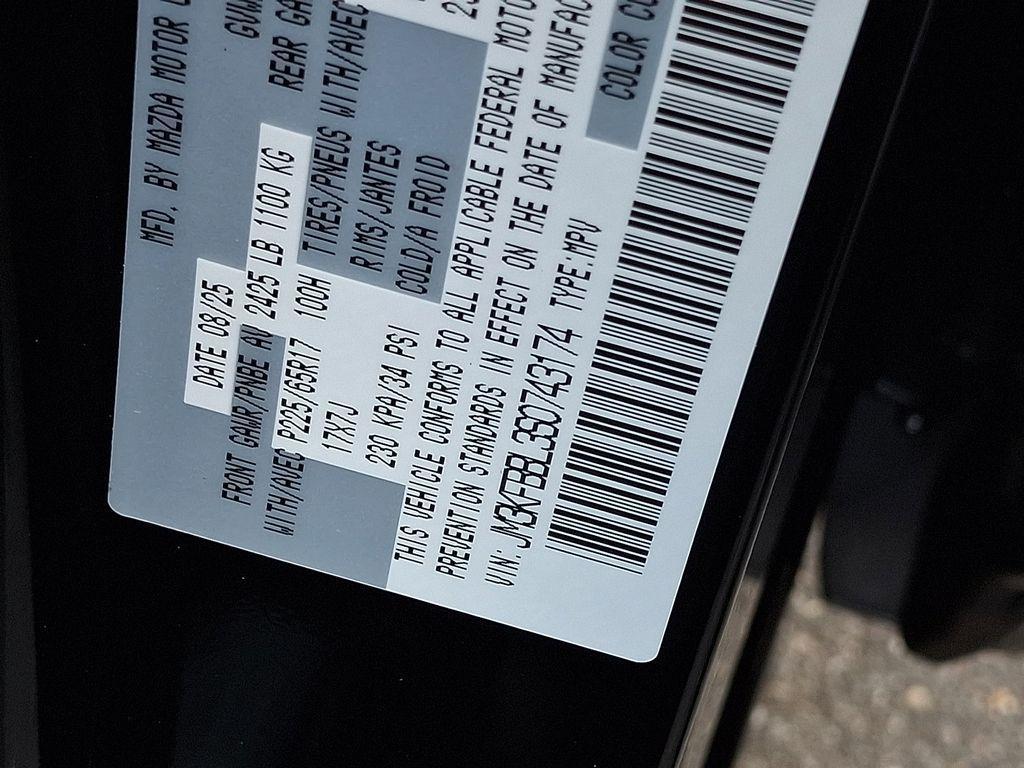 MFD. BY MAZDA MOTOR
DATE 08/25
FRONT GAWR/PNBE AV 2425 LB 1100 KG REAR GA
WITH/AVEC P225/65R17 100H TIRES/PNEUS WITH/AVEC
17X7J RIMS/JANTES
230 KPA/34 PSI COLD/A FROID 23
THIS VEHICLE CONFORMS TO ALL APPLICABLE FEDERAL MOTO
PREVENTION STANDARDS IN EFFECT ON THE DATE OF MANUFAC
VIN: JM3KFBBL3S0743174 TYPE:MPV COLOR CO